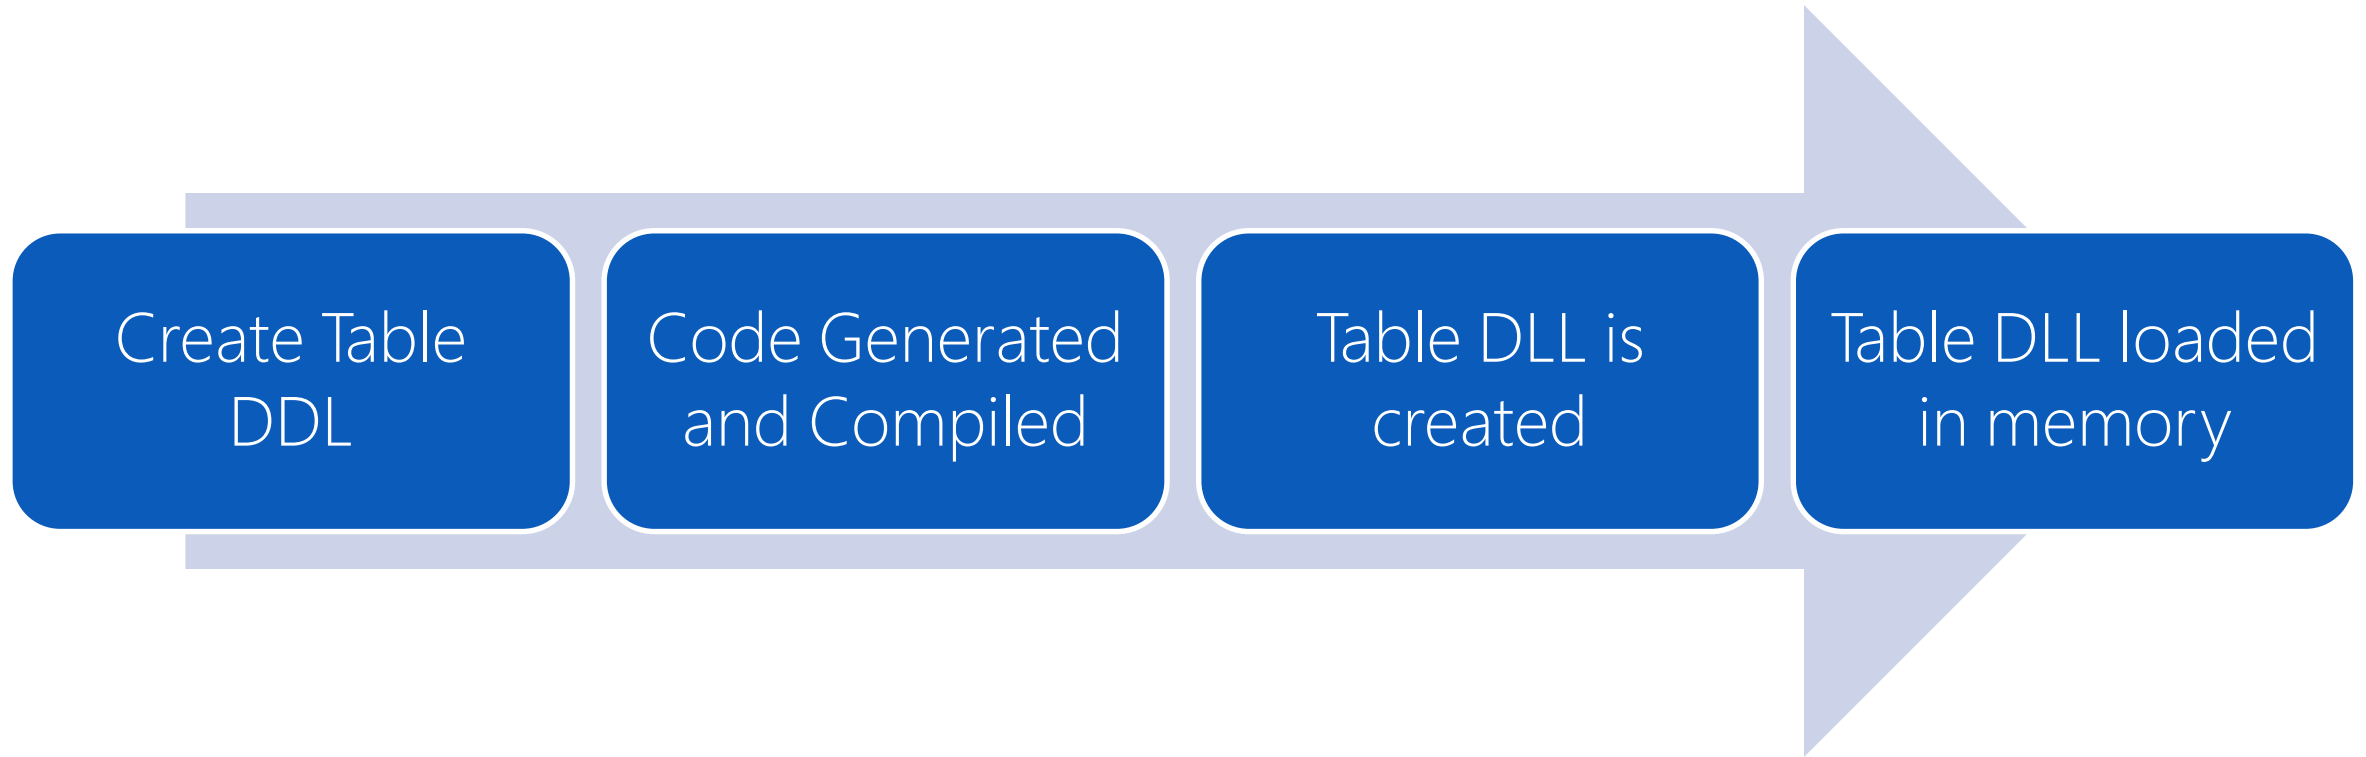 Create Table
DDL
Code Generated
and Compiled
Table DLL is
created
Table DLL loaded
in memory